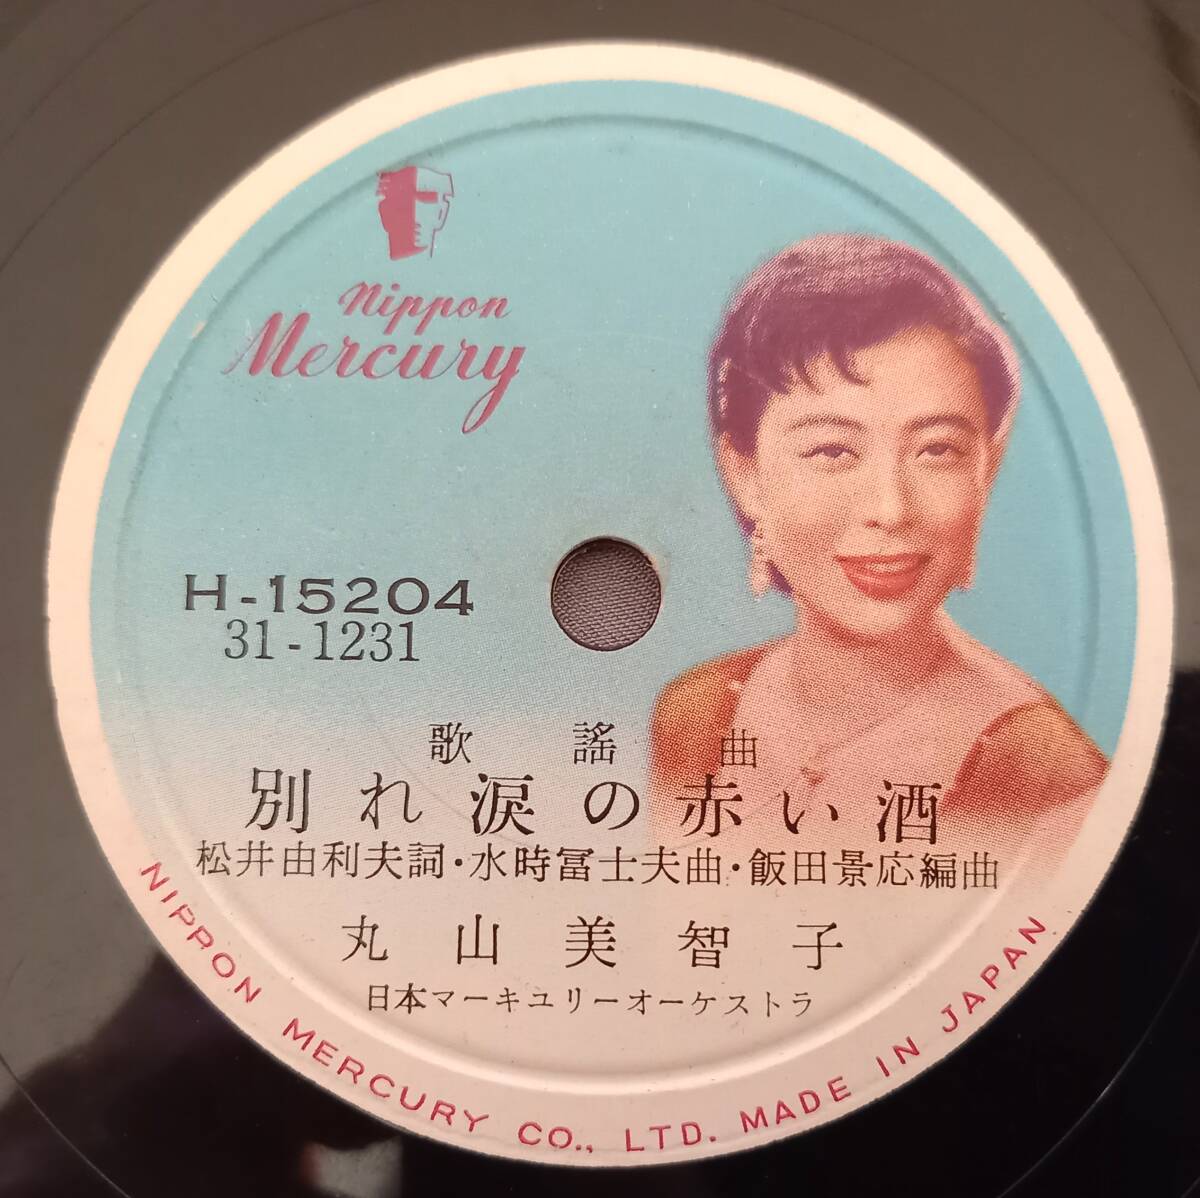 Nippon
Mercury
H-15204
31-1231
歌謡曲
別れ涙の赤い酒
松井由利夫詞・水時冨士夫曲・飯田景応編曲
丸山美智子
日本マーキユリーオーケストラ
NIPPON MERCURY CO., LTD. MADE IN JAPAN